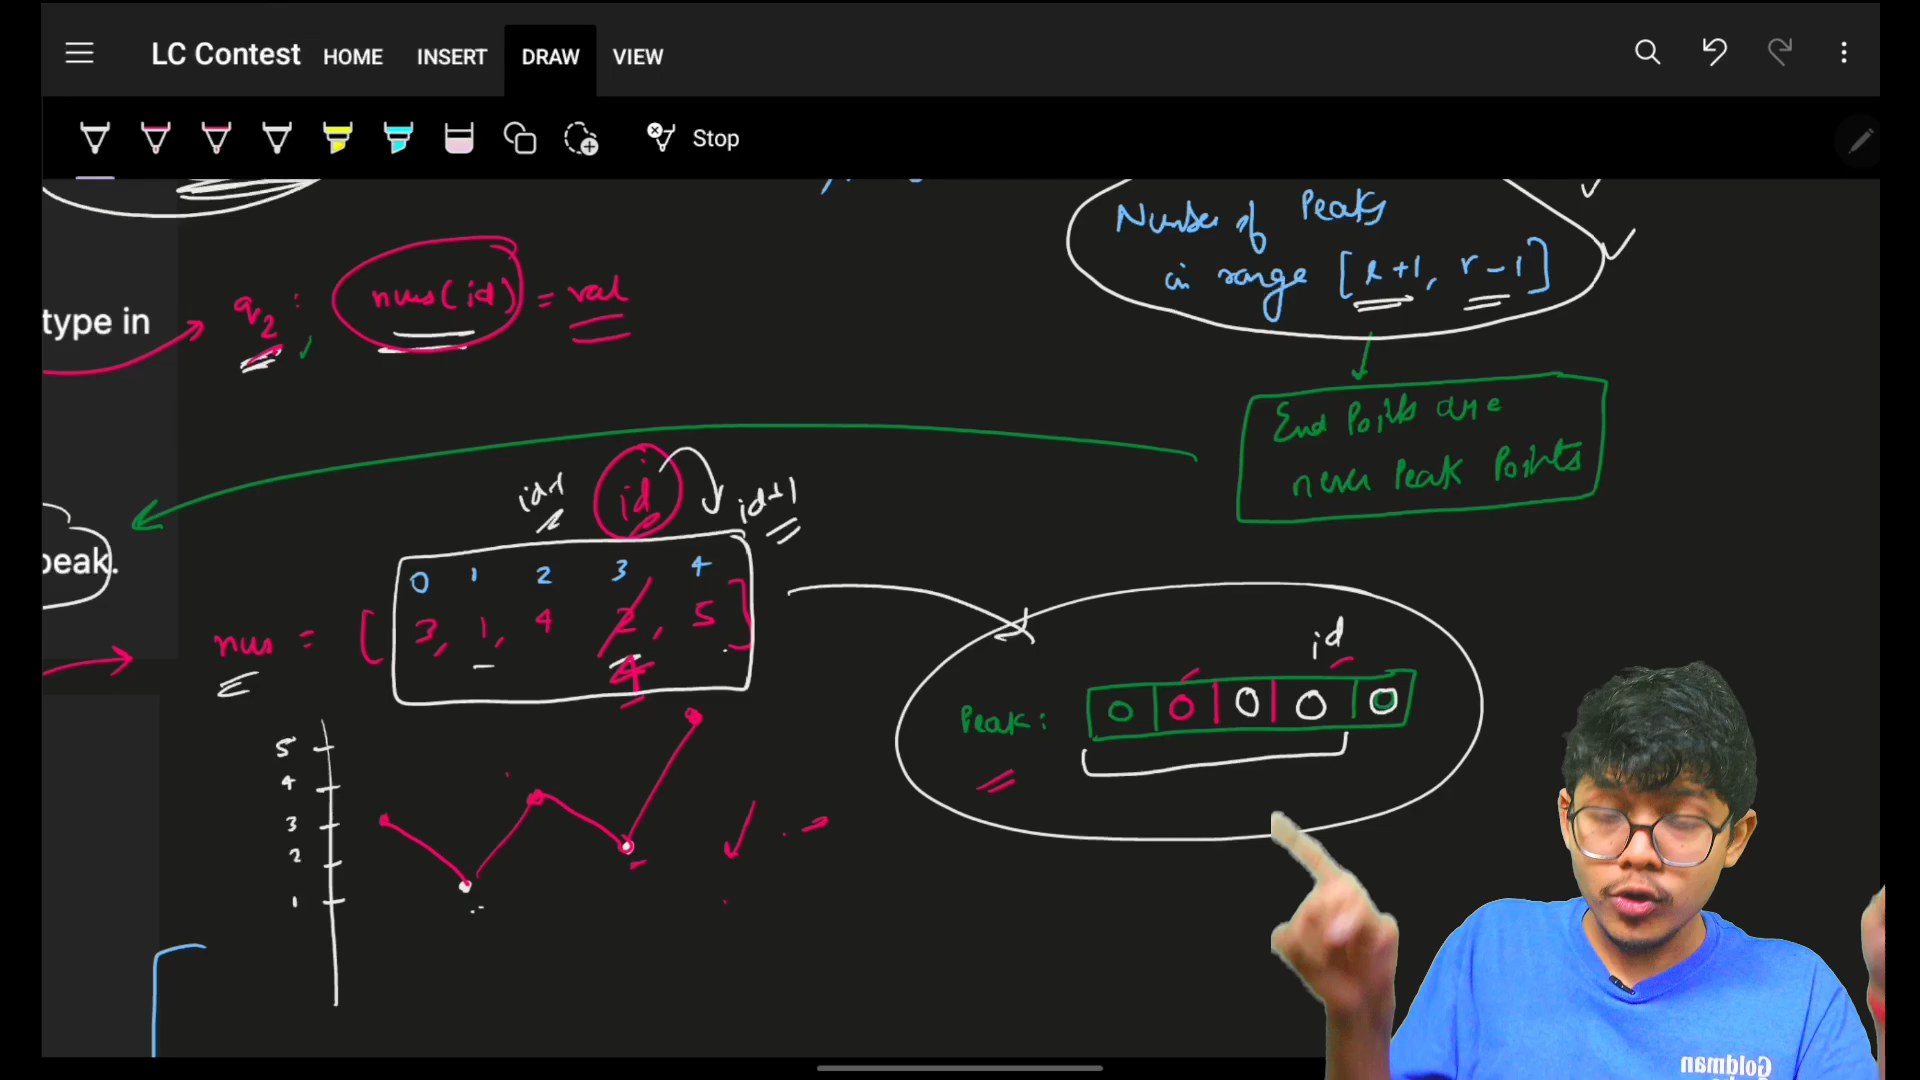 LC Contest HOME INSERT DRAW VIEW
Stop
Number of Peaks
in range [l+1, r-1]
type in
q2: nums(id) = val
End Points are
never Peak Points
id-1 id id+1
peak.
0 1 2 3 4
nus = [3, 1, 4 2, 5]
4
id
Peak: 0 0 0 0 0
5
4
3
2
1
Goldman